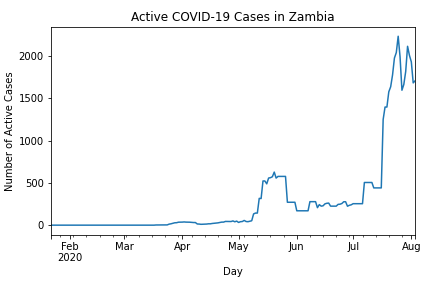 Active COVID-19 Cases in Zambia
Number of Active Cases
2000
1500
1000
500
0
Feb Mar Apr May Jun Jul Aug
2020
Day